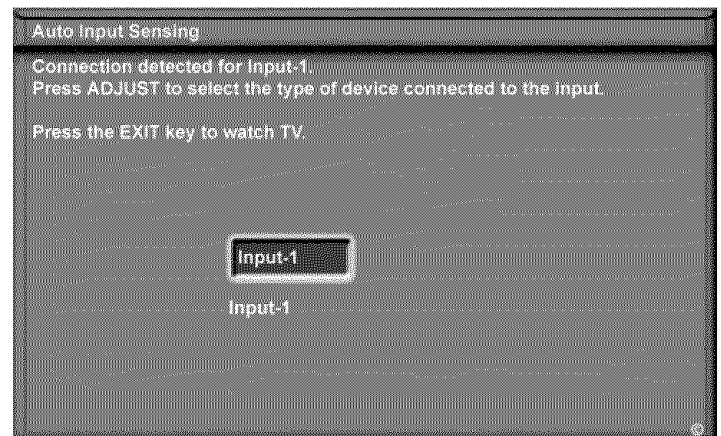 Auto Input Sensing
Connection detected for Input-1.
Press ADJUST to select the type of device connected to the input.
Press the EXIT key to watch TV.
Input-1
Input-1
©